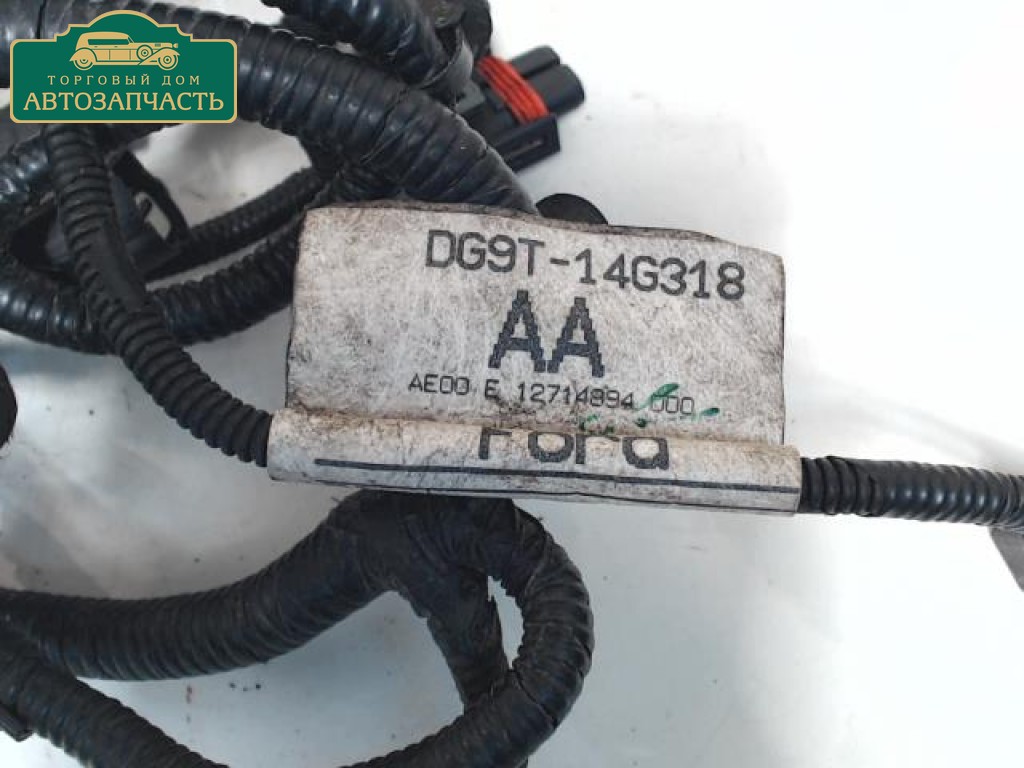 ТОРГОВЫЙ ДОМ
АВТОЗАПЧАСТЬ
DG9T-14G318
AA
AE00 E 12714894 000
Ford